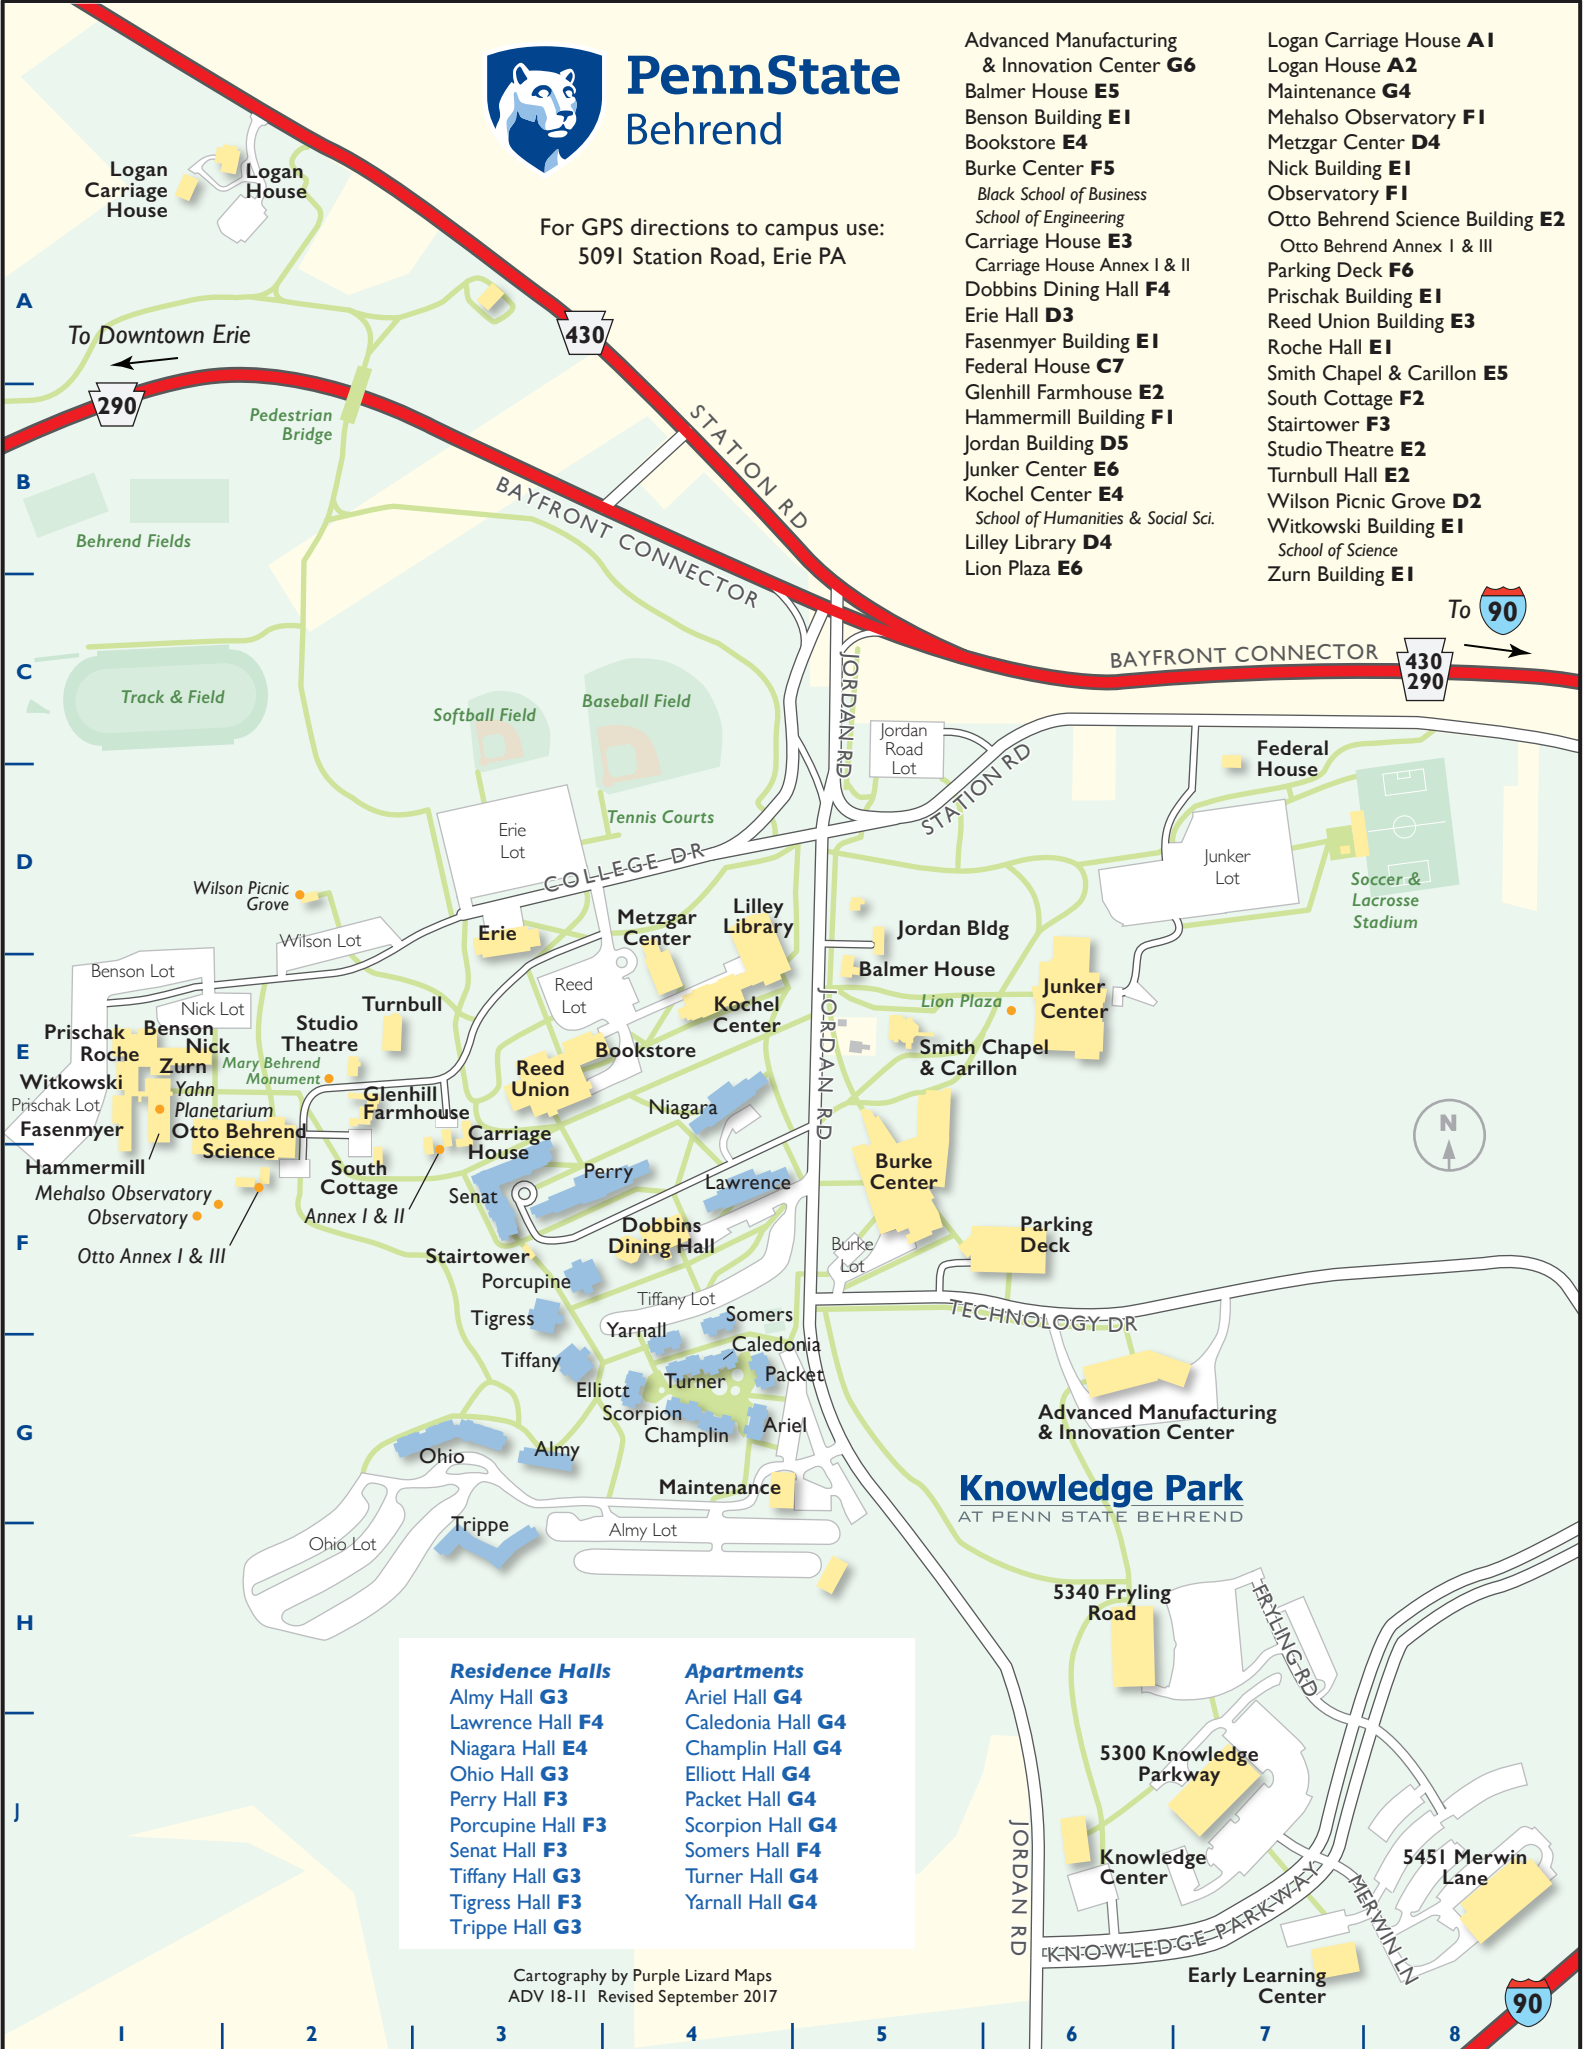 PennState
Behrend
For GPS directions to campus use:
5091 Station Road, Erie PA
Advanced Manufacturing
& Innovation Center G6
Balmer House E5
Benson Building E1
Bookstore E4
Burke Center F5
Black School of Business
School of Engineering
Carriage House E3
Carriage House Annex I & II
Dobbins Dining Hall F4
Erie Hall D3
Fasenmyer Building E1
Federal House C7
Glenhill Farmhouse E2
Hammermill Building F1
Jordan Building D5
Junker Center E6
Kochel Center E4
School of Humanities & Social Sci.
Lilley Library D4
Lion Plaza E6
Logan Carriage House A1
Logan House A2
Maintenance G4
Mehalso Observatory F1
Metzgar Center D4
Nick Building E1
Observatory F1
Otto Behrend Science Building E2
Otto Behrend Annex I & III
Parking Deck F6
Prischak Building E1
Reed Union Building E3
Roche Hall E1
Smith Chapel & Carillon E5
South Cottage F2
Stairtower F3
Studio Theatre E2
Turnbull Hall E2
Wilson Picnic Grove D2
Witkowski Building E1
School of Science
Zurn Building E1
Logan
Carriage
House
Logan
House
A
To Downtown Erie
430
290
Pedestrian
Bridge
STATION RD
B
BAYFRONT CONNECTOR
Behrend Fields
To 90
BAYFRONT CONNECTOR
430
290
C
JORDAN RD
Track & Field
Softball Field
Baseball Field
Jordan
Road
Lot
STATION RD
Federal
House
Tennis Courts
Erie
Lot
D
COLLEGE DR
Junker
Lot
Soccer &
Lacrosse
Stadium
Wilson Picnic
Grove
Wilson Lot
Erie
Metzgar
Center
Lilley
Library
Jordan Bldg
Balmer House
Benson Lot
Reed
Lot
Lion Plaza
Junker
Center
Nick Lot
Turnbull
Kochel
Center
JORDAN RD
Prischak
Benson
Studio
Theatre
E
Roche
Nick
Zurn
Mary Behrend
Monument
Bookstore
Smith Chapel
& Carillon
Reed
Union
Witkowski
Yahn
Planetarium
Prischak Lot
Glenhill
Farmhouse
Niagara
N
Fasenmyer
Otto Behrend
Science
Carriage
House
Hammermill
South
Cottage
Senat
Perry
Lawrence
Burke
Center
Mehalso Observatory
Observatory
Annex I & II
Otto Annex I & III
F
Stairtower
Dobbins
Dining Hall
Burke
Lot
Parking
Deck
Porcupine
Tiffany Lot
TECHNOLOGY DR
Tigress
Yarnall
Somers
Caledonia
Tiffany
Turner
Packet
Elliott
Scorpion
Champlin
Ariel
Advanced Manufacturing
& Innovation Center
G
Ohio
Almy
Maintenance
Knowledge Park
AT PENN STATE BEHREND
Trippe
Almy Lot
Ohio Lot
H
5340 Fryling
Road
FRYLING RD
Residence Halls
Almy Hall G3
Lawrence Hall F4
Niagara Hall E4
Ohio Hall G3
Perry Hall F3
Porcupine Hall F3
Senat Hall F3
Tiffany Hall G3
Tigress Hall F3
Trippe Hall G3
Apartments
Ariel Hall G4
Caledonia Hall G4
Champlin Hall G4
Elliott Hall G4
Packet Hall G4
Scorpion Hall G4
Somers Hall F4
Turner Hall G4
Yarnall Hall G4
J
5300 Knowledge
Parkway
JORDAN RD
Knowledge
Center
5451 Merwin
Lane
KNOWLEDGE PARKWAY
MERWIN LN
Early Learning
Center
90
Cartography by Purple Lizard Maps
ADV 18-11 Revised September 2017
1 2 3 4 5 6 7 8